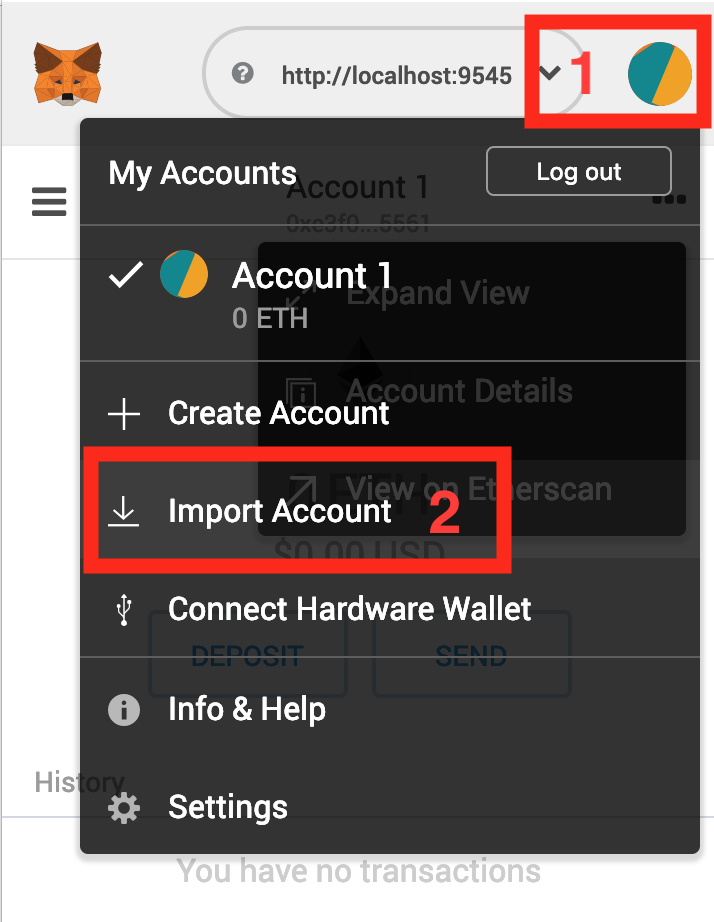 http://localhost:9545
1
My Accounts
Log out
Account 1
0xe3f0...5561
Account 1
0 ETH
Expand View
Account Details
Create Account
View on Etherscan
ETH
Import Account
2
$0.00 USD
Connect Hardware Wallet
DEPOSIT
SEND
Info & Help
History
Settings
You have no transactions